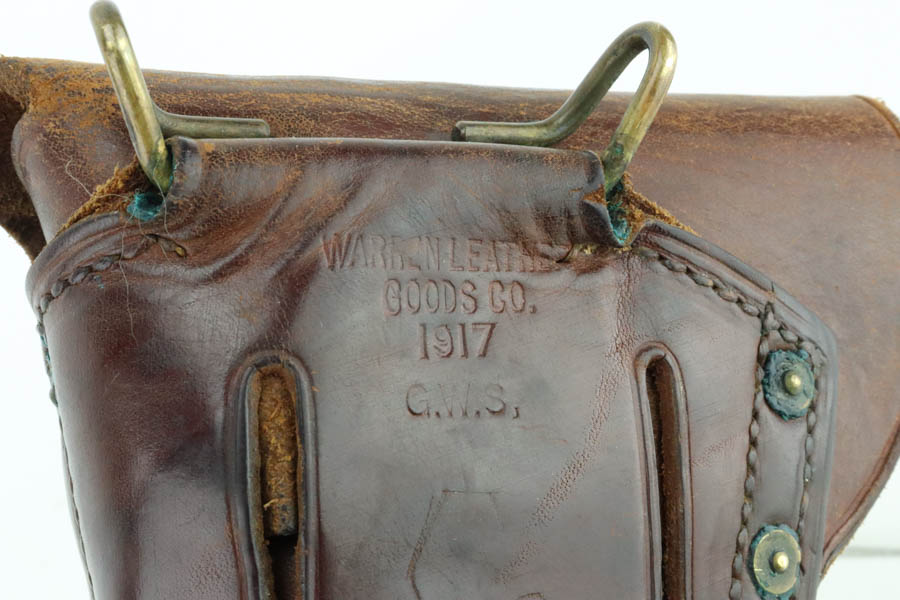 WARREN LEATHER
GOODS CO.
1917
G.W.S.